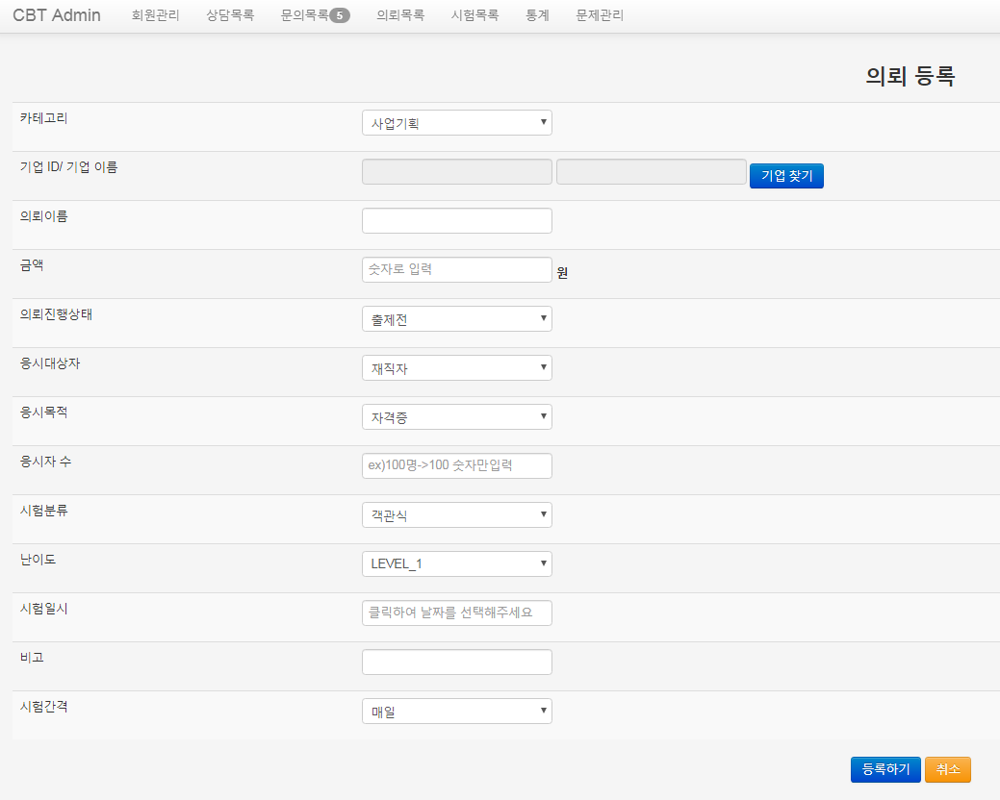 CBT Admin 회원관리 상담목록 문의목록 5 의뢰목록 시험목록 통계 문제관리
의뢰 등록
카테고리 사업기획
기업 ID/ 기업 이름 기업 찾기
의뢰이름
금액 숫자로 입력 원
의뢰진행상태 출제전
응시대상자 재직자
응시목적 자격증
응시자 수 ex)100명->100 숫자만입력
시험분류 객관식
난이도 LEVEL_1
시험일시 클릭하여 날짜를 선택해주세요
비고
시험간격 매일
등록하기 취소